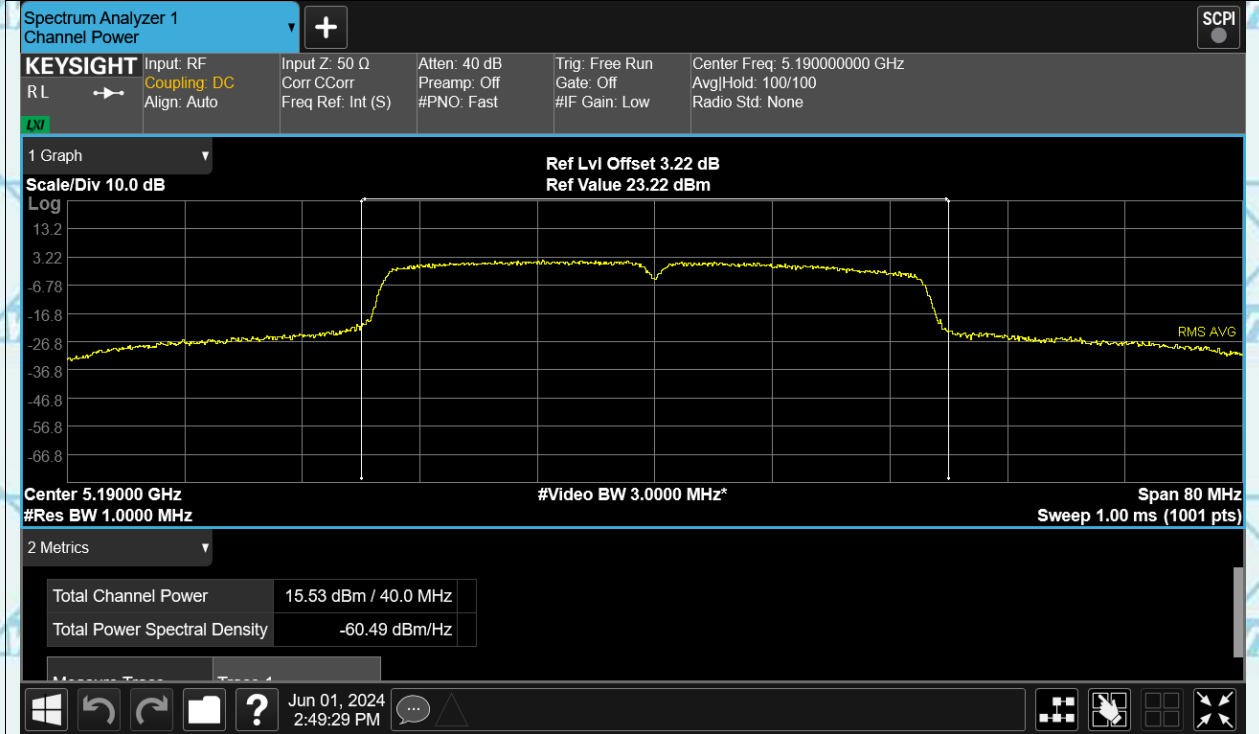 Spectrum Analyzer 1
Channel Power
SCPI
KEYSIGHT
R L
LXI
Input: RF
Coupling: DC
Align: Auto
Input Z: 50 Ω
Corr CCorr
Freq Ref: Int (S)
Atten: 40 dB
Preamp: Off
#PNO: Fast
Trig: Free Run
Gate: Off
#IF Gain: Low
Center Freq: 5.190000000 GHz
Avg|Hold: 100/100
Radio Std: None
1 Graph
Ref Lvl Offset 3.22 dB
Scale/Div 10.0 dB
Ref Value 23.22 dBm
Log
13.2
3.22
-6.78
-16.8
RMS AVG
-26.8
-36.8
-46.8
-56.8
-66.8
Center 5.19000 GHz
#Video BW 3.0000 MHz*
Span 80 MHz
#Res BW 1.0000 MHz
Sweep 1.00 ms (1001 pts)
2 Metrics
Total Channel Power 15.53 dBm / 40.0 MHz
Total Power Spectral Density -60.49 dBm/Hz
Measure Trace Trace 1
Jun 01, 2024
2:49:29 PM